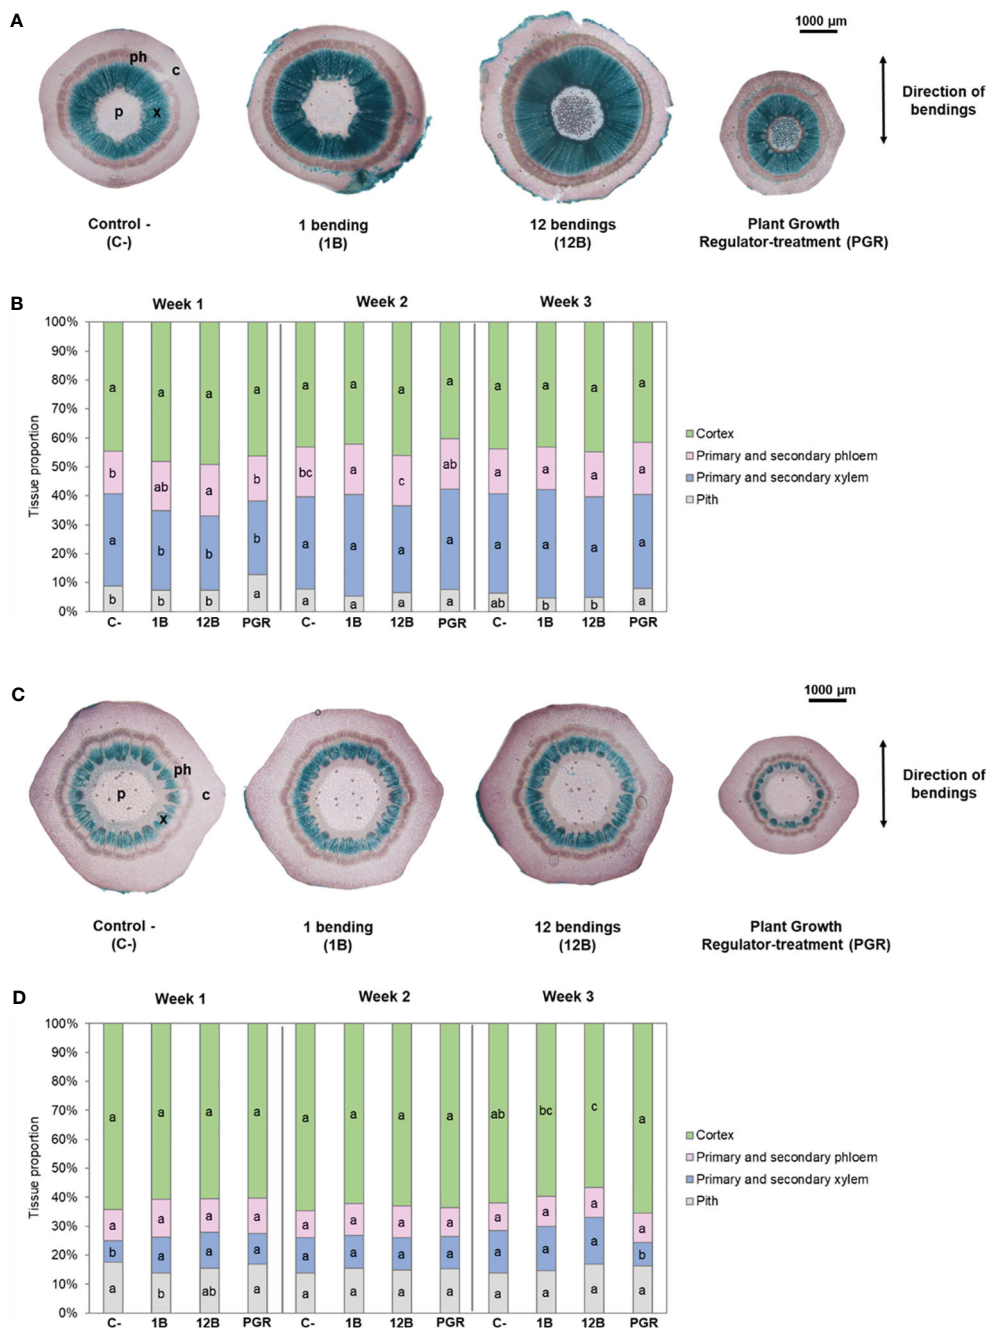 A
1000 µm
ph
c
p
x
Direction of
bendings
Control -
(C-)
1 bending
(1B)
12 bendings
(12B)
Plant Growth
Regulator-treatment (PGR)
B
Week 1
Week 2
Week 3
Tissue proportion
100%
90%
80%
70%
60%
50%
40%
30%
20%
10%
0%
a a a a a a a a a a a a
b ab a b bc a c ab a a a a
a b b b a a a a a a a a
b b b a a a a a ab b b a
C- 1B 12B PGR C- 1B 12B PGR C- 1B 12B PGR
Cortex
Primary and secondary phloem
Primary and secondary xylem
Pith
C
1000 µm
ph
p
c
x
Direction of
bendings
Control -
(C-)
1 bending
(1B)
12 bendings
(12B)
Plant Growth
Regulator-treatment (PGR)
D
Week 1
Week 2
Week 3
Tissue proportion
100%
90%
80%
70%
60%
50%
40%
30%
20%
10%
0%
a a a a a a a a ab bc c a
a a a a a a a a a a a a
b a a a a a a a a a a b
a b ab a a a a a a a a a
C- 1B 12B PGR C- 1B 12B PGR C- 1B 12B PGR
Cortex
Primary and secondary phloem
Primary and secondary xylem
Pith